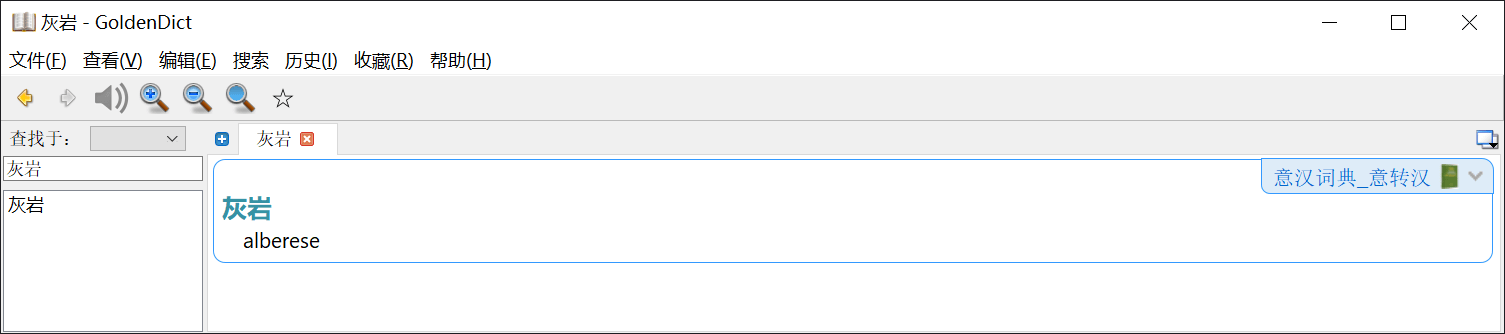 灰岩 - GoldenDict
文件(F) 查看(V) 编辑(E) 搜索 历史(I) 收藏(R) 帮助(H)
查找于：
灰岩
灰岩
灰岩
意汉词典_意转汉
灰岩
alberese